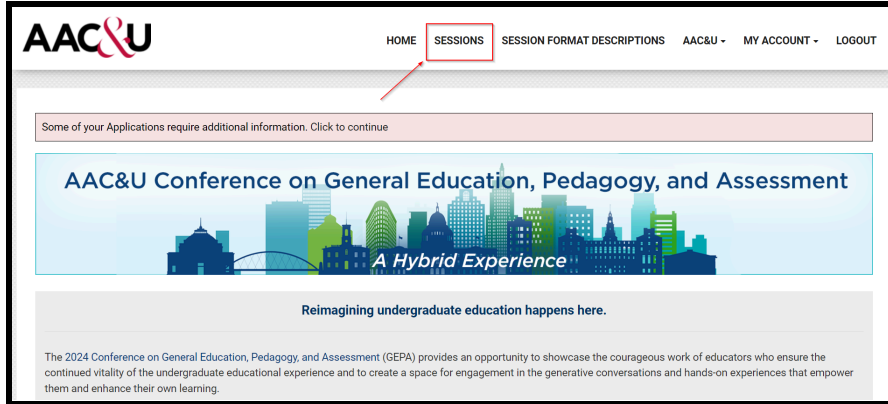 AAC&U
HOME SESSIONS SESSION FORMAT DESCRIPTIONS AAC&U MY ACCOUNT LOGOUT
Some of your Applications require additional information. Click to continue
AAC&U Conference on General Education, Pedagogy, and Assessment
A Hybrid Experience
Reimagining undergraduate education happens here.
The 2024 Conference on General Education, Pedagogy, and Assessment (GEPA) provides an opportunity to showcase the courageous work of educators who ensure the
continued vitality of the undergraduate educational experience and to create a space for engagement in the generative conversations and hands-on experiences that empower
them and enhance their own learning.